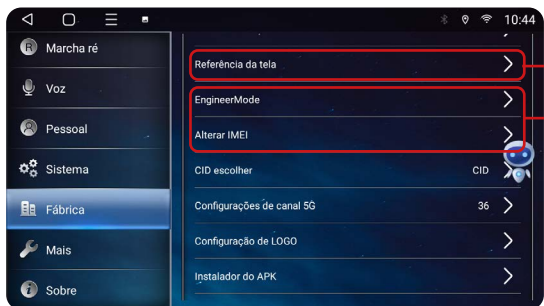 10:44
R Marcha ré
Voz
Pessoal
Sistema
Fábrica
Mais
Sobre
Referência da tela
EngineerMode
Alterar IMEI
CID escolher CID
Configurações de canal 5G 36
Configuração de LOGO
Instalador do APK